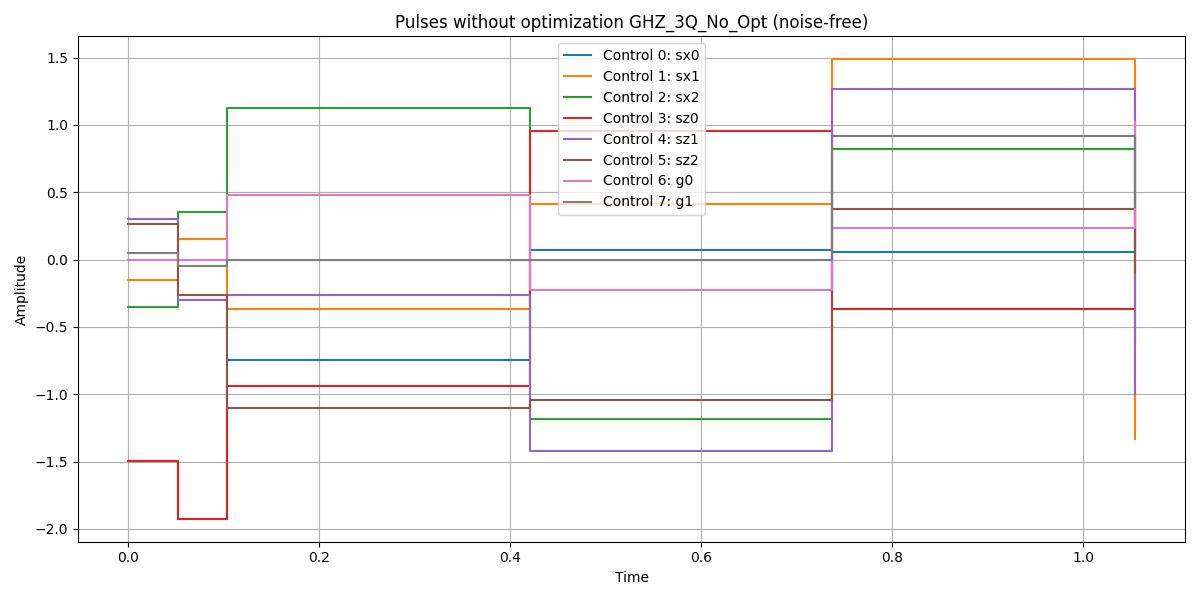 Pulses without optimization GHZ_3Q_No_Opt (noise-free)
Amplitude
1.5
1.0
0.5
0.0
−0.5
−1.0
−1.5
−2.0
Control 0: sx0
Control 1: sx1
Control 2: sx2
Control 3: sz0
Control 4: sz1
Control 5: sz2
Control 6: g0
Control 7: g1
0.0 0.2 0.4 0.6 0.8 1.0
Time